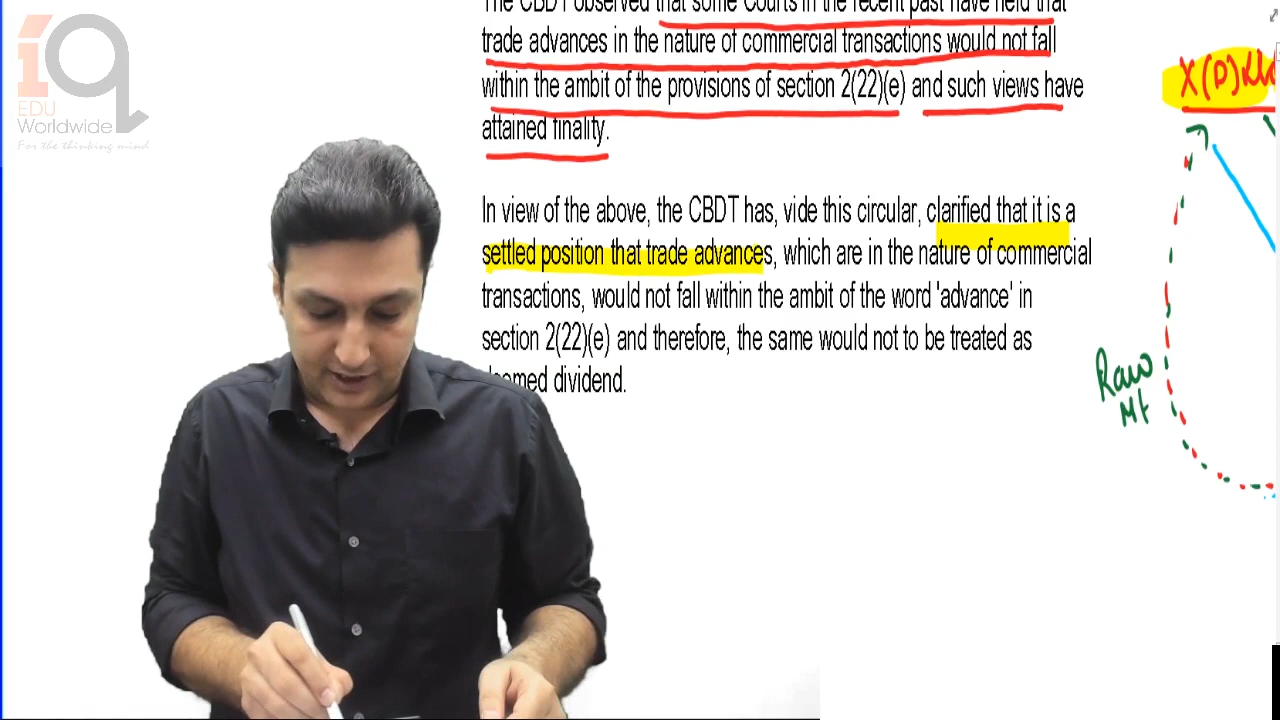 iQ
EDU
Worldwide
For the thinking mind
The CBDT observed that some Courts in the recent past have held that
trade advances in the nature of commercial transactions would not fall
within the ambit of the provisions of section 2(22)(e) and such views have
attained finality.
In view of the above, the CBDT has, vide this circular, clarified that it is a
settled position that trade advances, which are in the nature of commercial
transactions, would not fall within the ambit of the word 'advance' in
section 2(22)(e) and therefore, the same would not to be treated as
deemed dividend.
X(P)
Raw
Mt